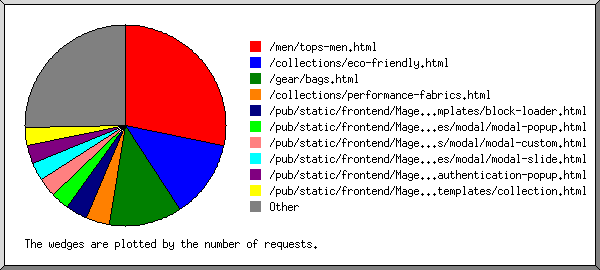 /men/tops-men.html
/collections/eco-friendly.html
/gear/bags.html
/collections/performance-fabrics.html
/pub/static/frontend/Mage...mplates/block-loader.html
/pub/static/frontend/Mage...es/modal/modal-popup.html
/pub/static/frontend/Mage...s/modal/modal-custom.html
/pub/static/frontend/Mage...es/modal/modal-slide.html
/pub/static/frontend/Mage...authentication-popup.html
/pub/static/frontend/Mage...templates/collection.html
Other
The wedges are plotted by the number of requests.